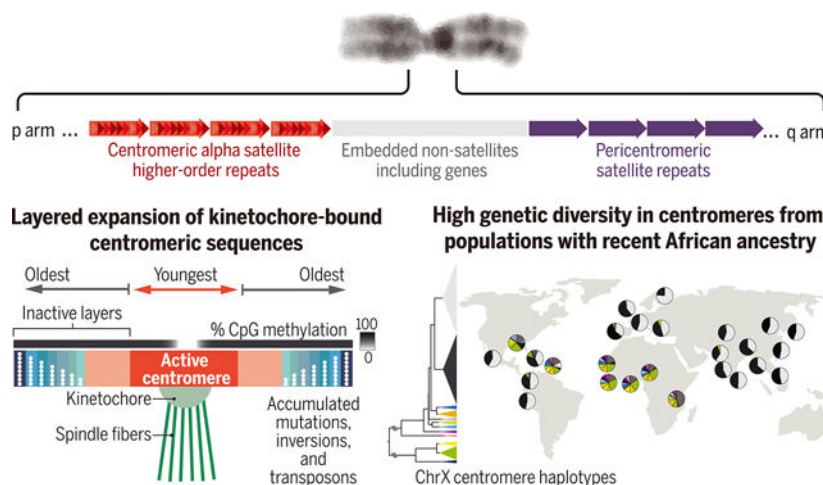 p arm ...
... q arm
Centromeric alpha satellite
higher-order repeats
Embedded non-satellites
including genes
Pericentromeric
satellite repeats
Layered expansion of kinetochore-bound
centromeric sequences
Oldest
Youngest
Oldest
Inactive layers
% CpG methylation
100
0
Active
centromere
Kinetochore
Spindle fibers
Accumulated
mutations,
inversions,
and
transposons
High genetic diversity in centromeres from
populations with recent African ancestry
ChrX centromere haplotypes